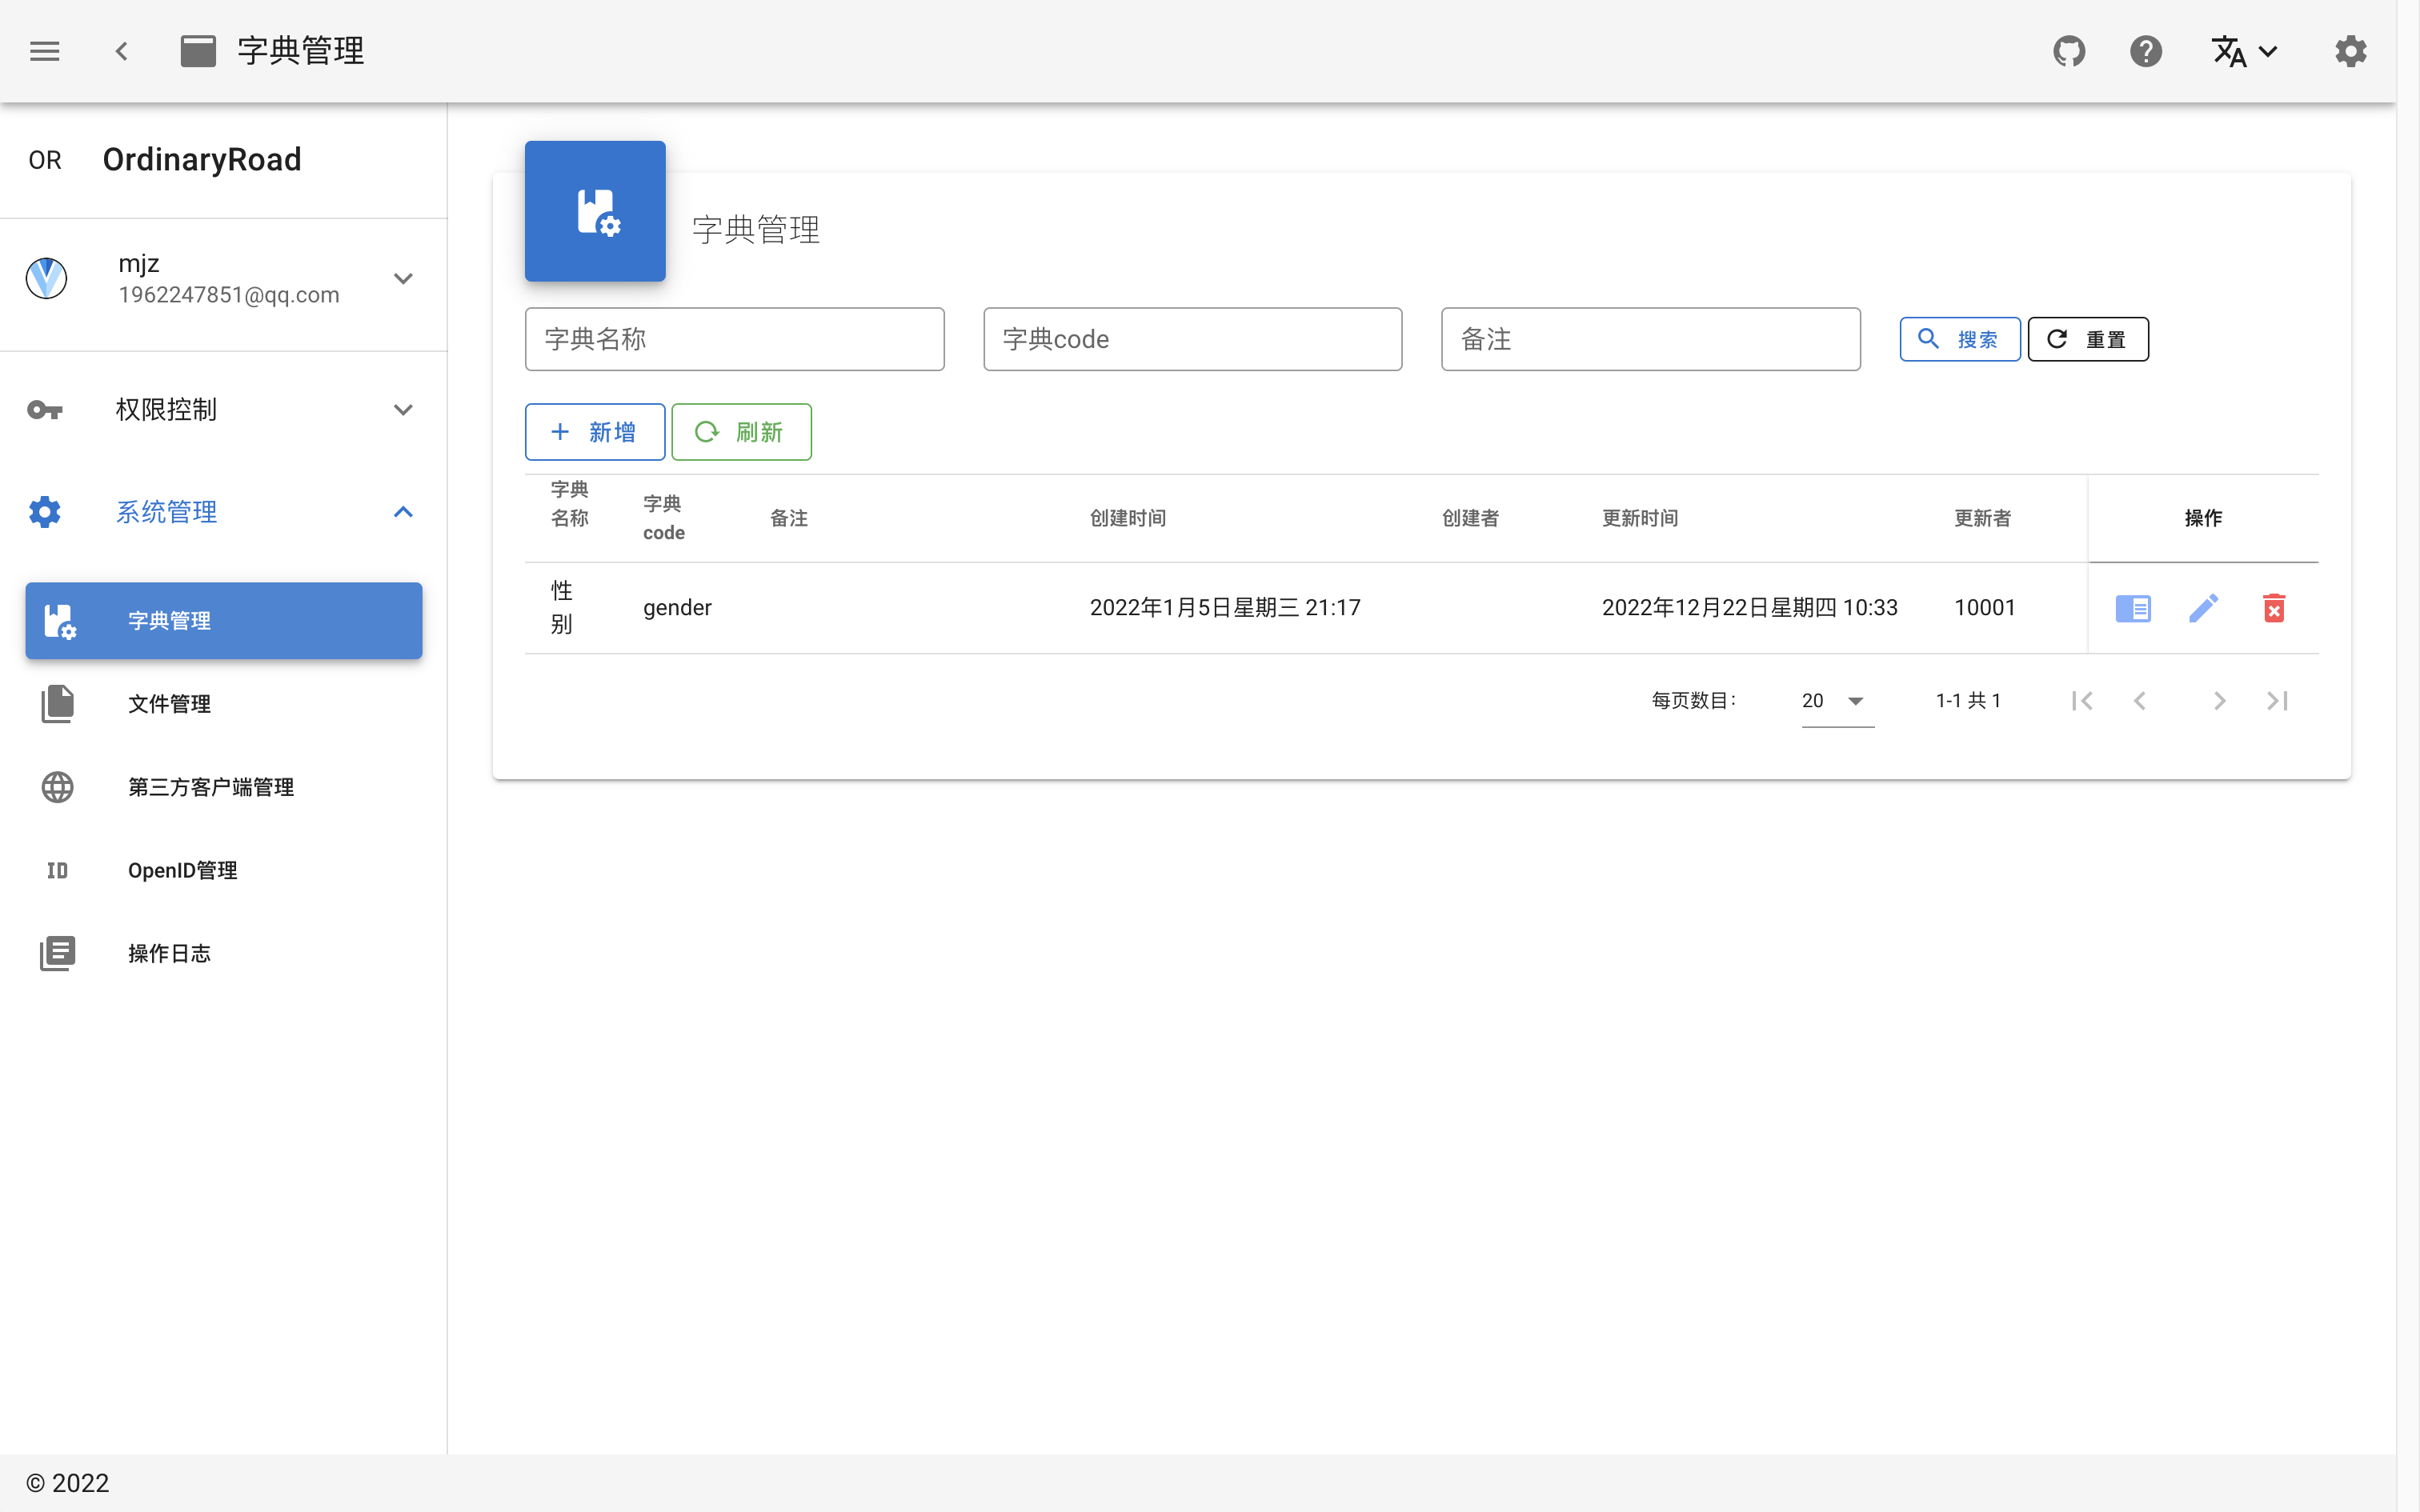 字典管理
OR OrdinaryRoad
mjz
1962247851@qq.com
权限控制
系统管理
字典管理
文件管理
第三方客户端管理
ID OpenID管理
操作日志
字典管理
字典名称 字典code 备注 搜索 重置
新增 刷新
字典名称 字典code 备注 创建时间 创建者 更新时间 更新者 操作
性别 gender 2022年1月5日星期三 21:17 2022年12月22日星期四 10:33 10001
每页数目: 20 1-1 共 1
© 2022